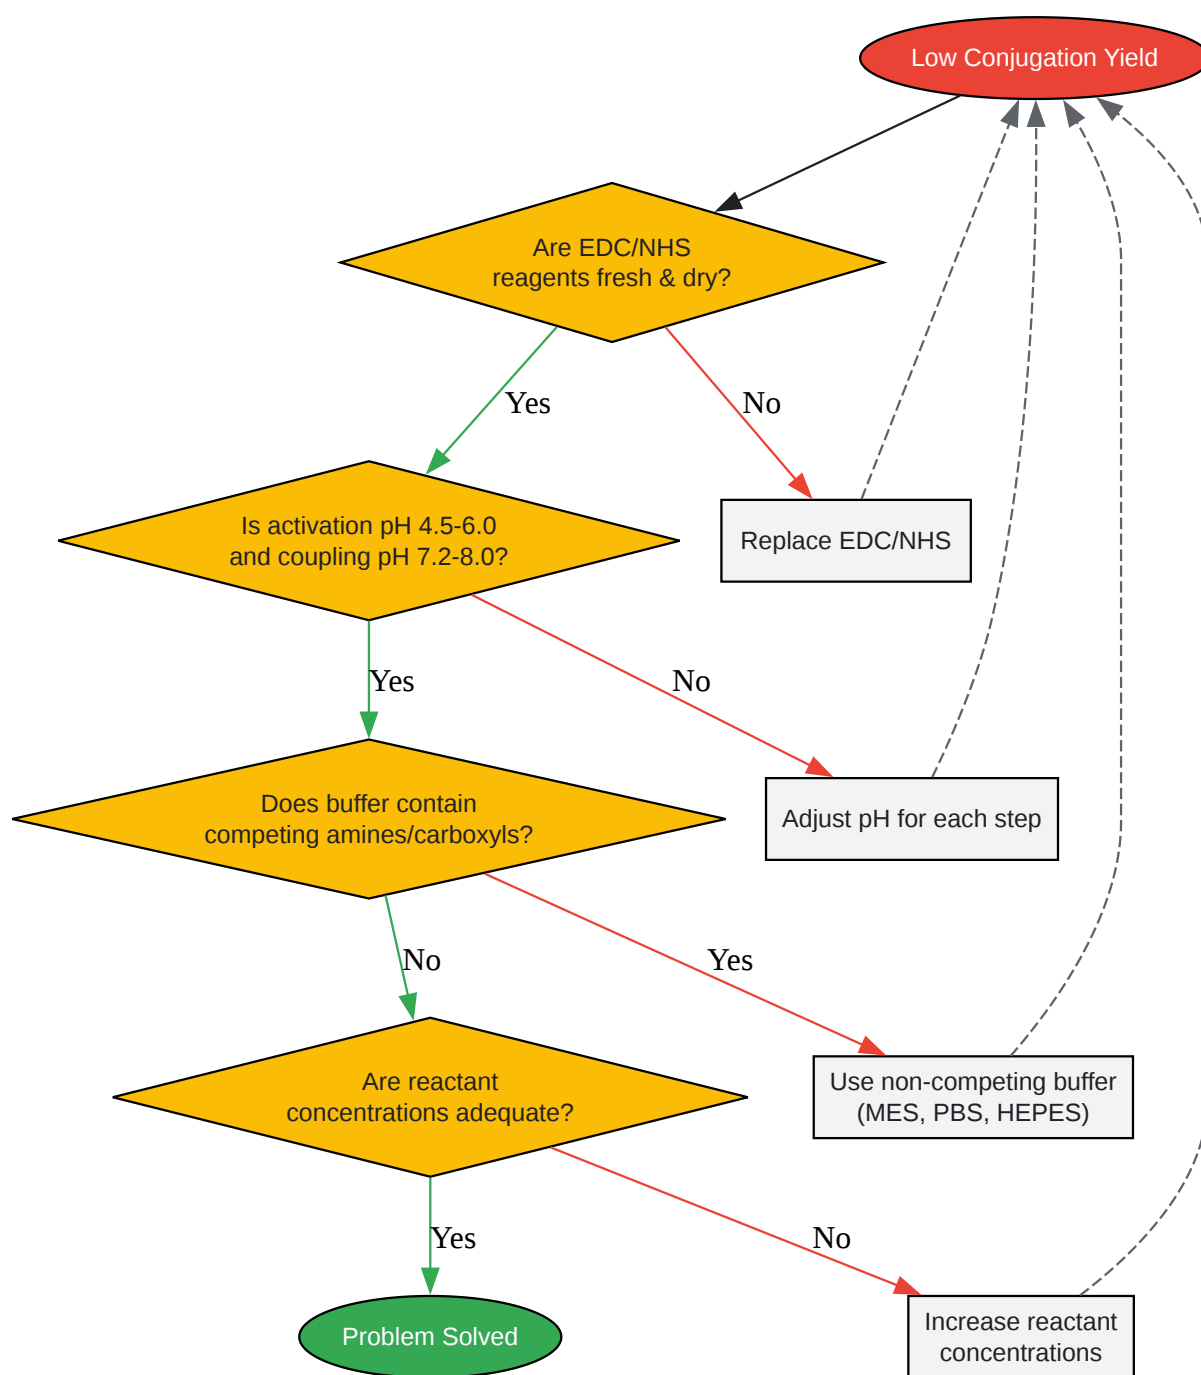 Low Conjugation Yield
Are EDC/NHS
reagents fresh & dry?
Yes
No
Is activation pH 4.5-6.0
and coupling pH 7.2-8.0?
Replace EDC/NHS
Yes
No
Does buffer contain
competing amines/carboxyls?
Adjust pH for each step
No
Yes
Are reactant
concentrations adequate?
Use non-competing buffer
(MES, PBS, HEPES)
Yes
No
Problem Solved
Increase reactant
concentrations